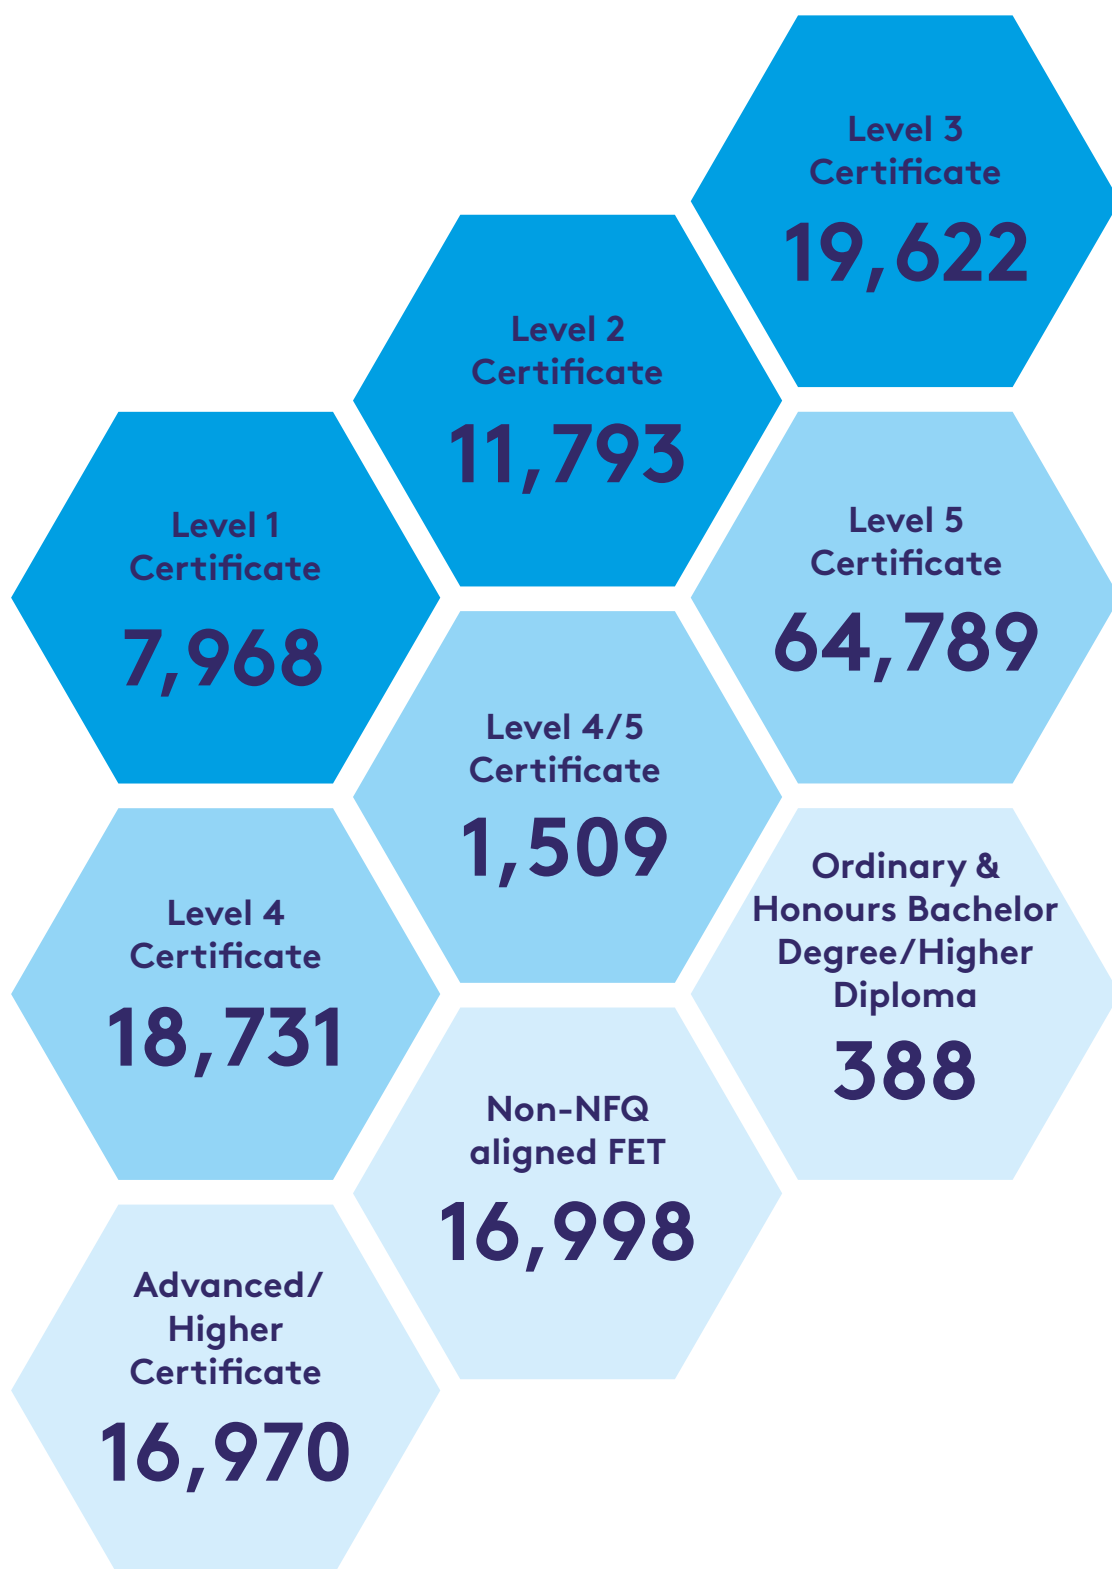 Level 3
Certificate
19,622
Level 2
Certificate
11,793
Level 1
Certificate
7,968
Level 5
Certificate
64,789
Level 4/5
Certificate
1,509
Level 4
Certificate
18,731
Ordinary &
Honours Bachelor
Degree/Higher
Diploma
388
Non-NFQ
aligned FET
16,998
Advanced/
Higher
Certificate
16,970